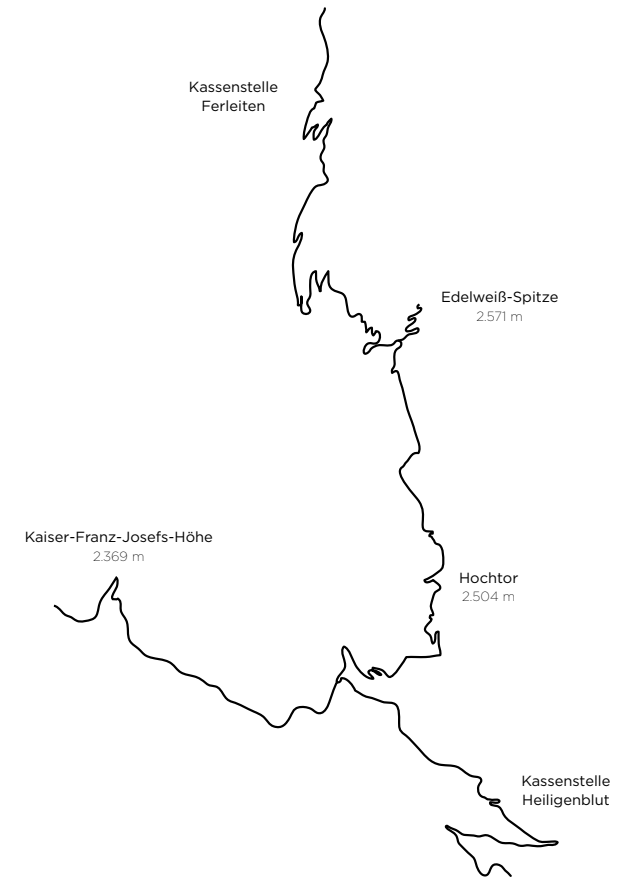 Kassenstelle
Ferleiten
Edelweiß-Spitze
2.571 m
Kaiser-Franz-Josefs-Höhe
2.369 m
Hochtor
2.504 m
Kassenstelle
Heiligenblut